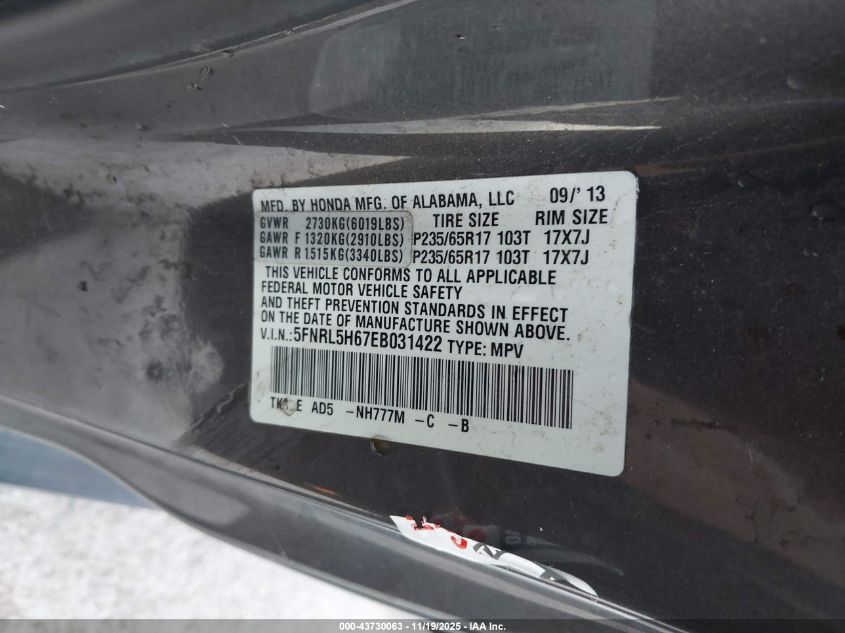 MFD. BY HONDA MFG. OF ALABAMA, LLC 09/' 13
GVWR 2730KG(6019LBS) TIRE SIZE RIM SIZE
GAWR F 1320KG(2910LBS) P235/65R17 103T 17X7J
GAWR R 1515KG(3340LBS) P235/65R17 103T 17X7J
THIS VEHICLE CONFORMS TO ALL APPLICABLE
FEDERAL MOTOR VEHICLE SAFETY
AND THEFT PREVENTION STANDARDS IN EFFECT
ON THE DATE OF MANUFACTURE SHOWN ABOVE.
V.I.N.:5FNRL5H67EB031422 TYPE: MPV
E AD5 -NH777M -C -B
000-43730063 - 11/19/2025 - IAA Inc.